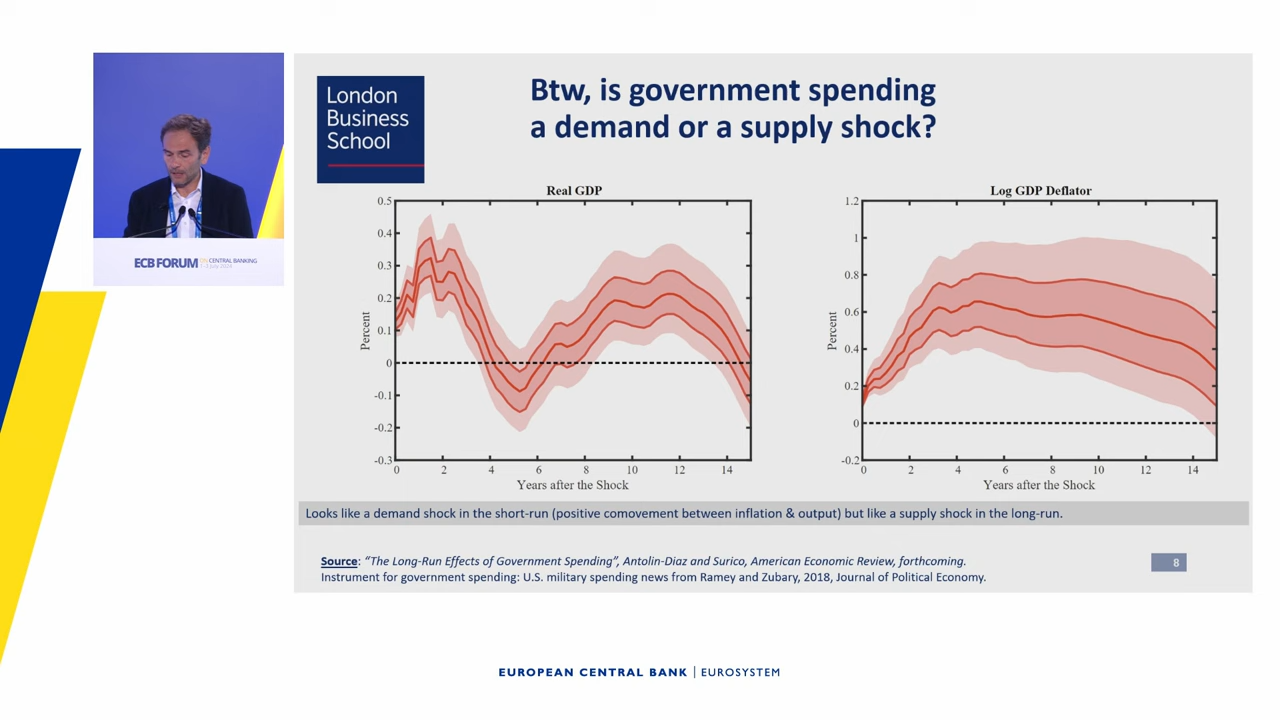 London
Business
School
Btw, is government spending
a demand or a supply shock?
Real GDP
0.5
0.4
0.3
0.2
0.1
0
-0.1
-0.2
-0.3
Percent
0 2 4 6 8 10 12 14
Years after the Shock
Log GDP Deflator
1.2
1
0.8
0.6
0.4
0.2
0
-0.2
Percent
0 2 4 6 8 10 12 14
Years after the Shock
ECB FORUM ON CENTRAL BANKING
1-3 July 2024
Looks like a demand shock in the short-run (positive comovement between inflation & output) but like a supply shock in the long-run.
Source: “The Long-Run Effects of Government Spending”, Antolin-Diaz and Surico, American Economic Review, forthcoming.
Instrument for government spending: U.S. military spending news from Ramey and Zubary, 2018, Journal of Political Economy.
8
EUROPEAN CENTRAL BANK | EUROSYSTEM